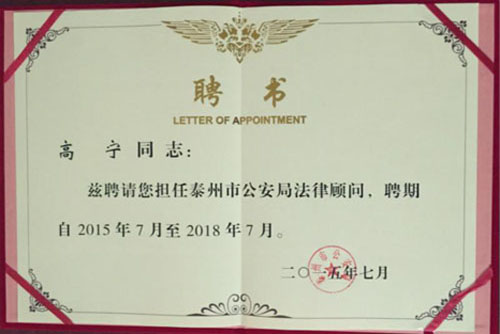 聘 书
LETTER OF APPOINTMENT
高 宁 同志：
兹聘请您担任泰州市公安局法律顾问，聘期
自2015年7月至2018年7月。
二〇一五年七月